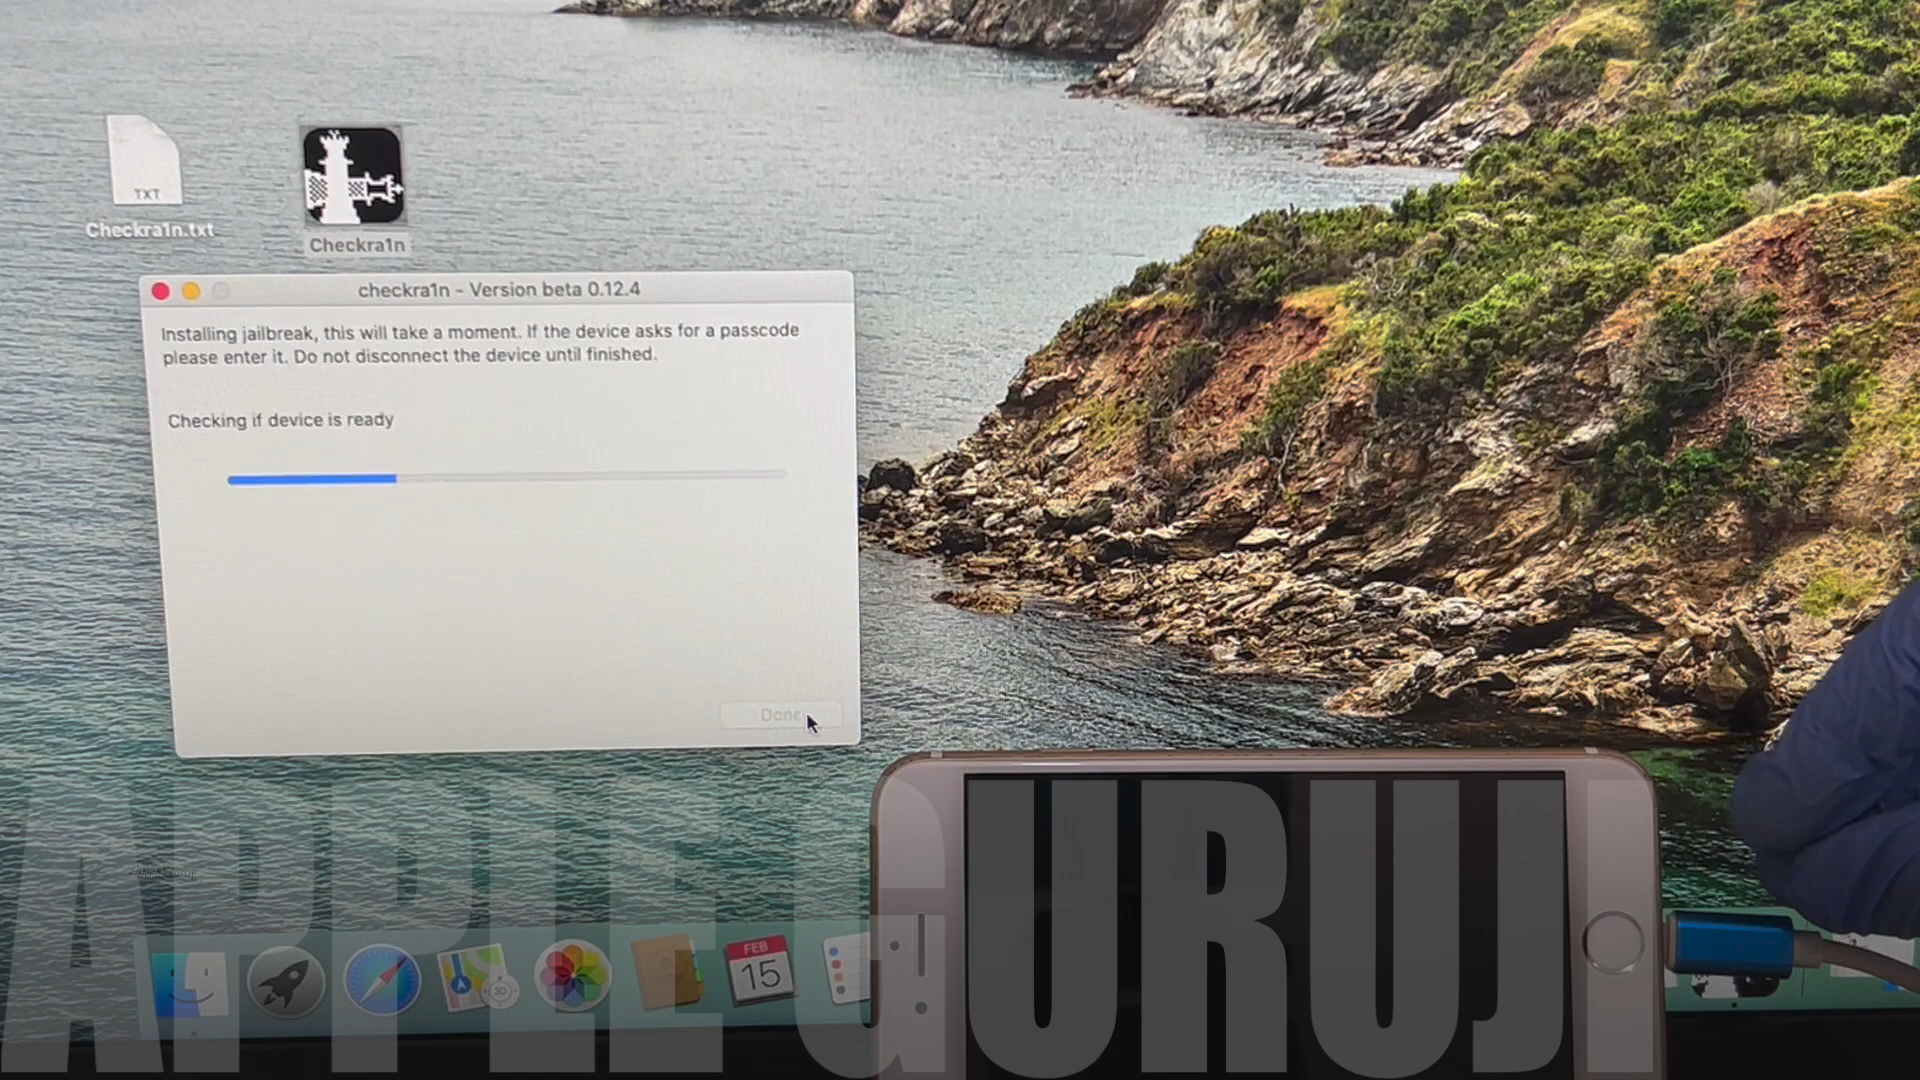 TXT
Checkra1n.txt
Checkra1n
checkra1n - Version beta 0.12.4
Installing jailbreak, this will take a moment. If the device asks for a passcode
please enter it. Do not disconnect the device until finished.
Checking if device is ready
Done
APPLE GURUJI
3D
FEB
15